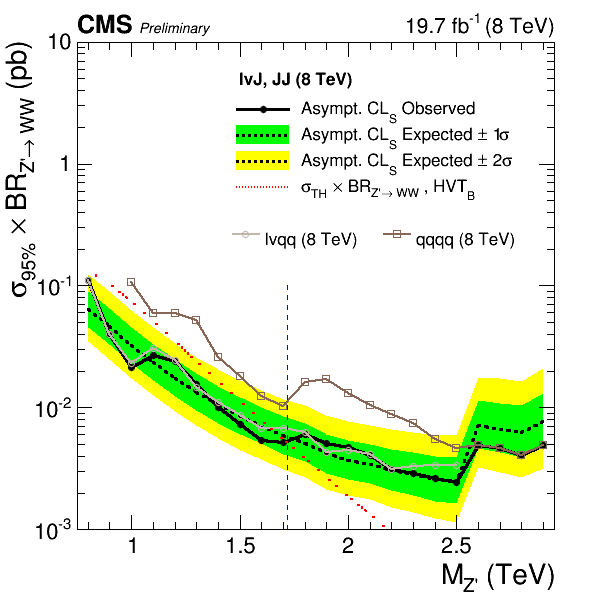 CMS Preliminary 19.7 fb⁻¹ (8 TeV)
σ95% × BRZ'→ WW (pb)
10
1
10⁻¹
10⁻²
10⁻³
lνJ, JJ (8 TeV)
Asympt. CLS Observed
Asympt. CLS Expected ± 1σ
Asympt. CLS Expected ± 2σ
σTH × BRZ'→ WW , HVTB
lνqq (8 TeV) qqqq (8 TeV)
1 1.5 2 2.5
MZ' (TeV)